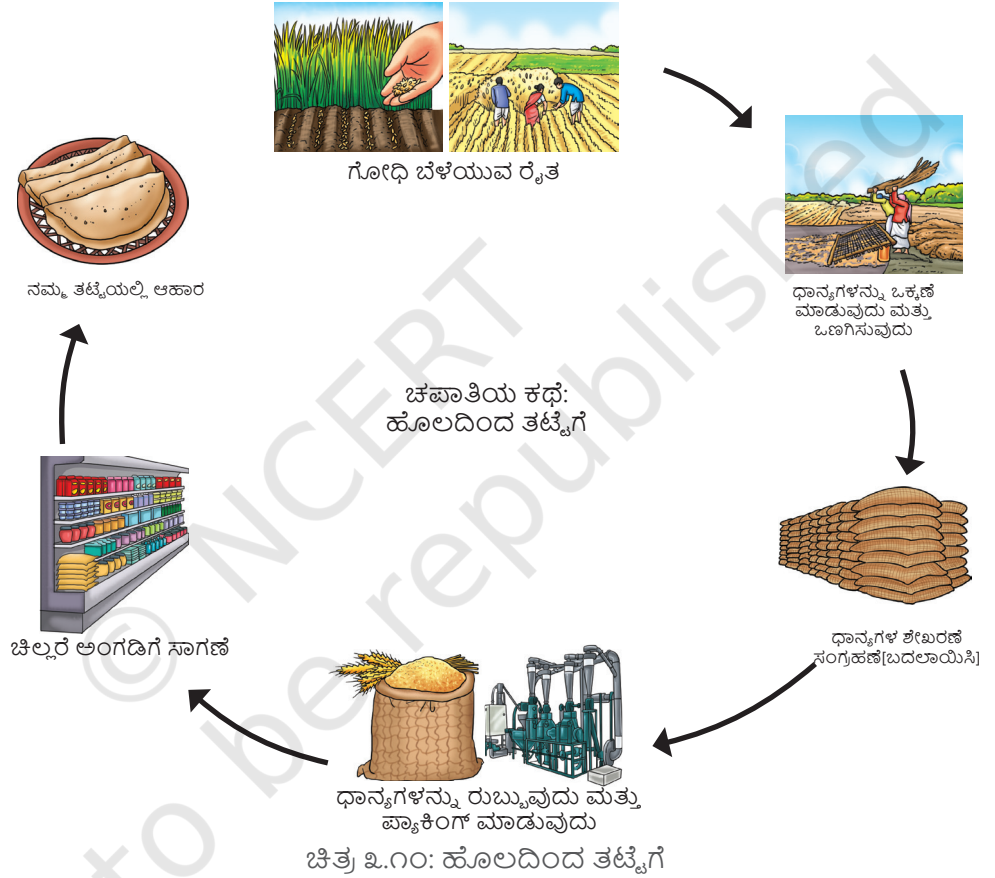 ಗೋಧಿ ಬೆಳೆಯುವ ರೈತ
ಧಾನ್ಯಗಳನ್ನು ಒಕ್ಕಣೆ
ಮಾಡುವುದು ಮತ್ತು
ಒಣಗಿಸುವುದು
ಧಾನ್ಯಗಳ ಶೇಖರಣೆ
ಸಂಗ್ರಹಣೆ[ಬದಲಾಯಿಸಿ]
ಧಾನ್ಯಗಳನ್ನು ರುಬ್ಬುವುದು ಮತ್ತು
ಪ್ಯಾಕಿಂಗ್ ಮಾಡುವುದು
ಚಿಲ್ಲರೆ ಅಂಗಡಿಗೆ ಸಾಗಣೆ
ನಮ್ಮ ತಟ್ಟೆಯಲ್ಲಿ ಆಹಾರ
ಚಪಾತಿಯ ಕಥೆ:
ಹೊಲದಿಂದ ತಟ್ಟೆಗೆ
ಚಿತ್ರ ೩.೧೦: ಹೊಲದಿಂದ ತಟ್ಟೆಗೆ
© NCERT
to be republished